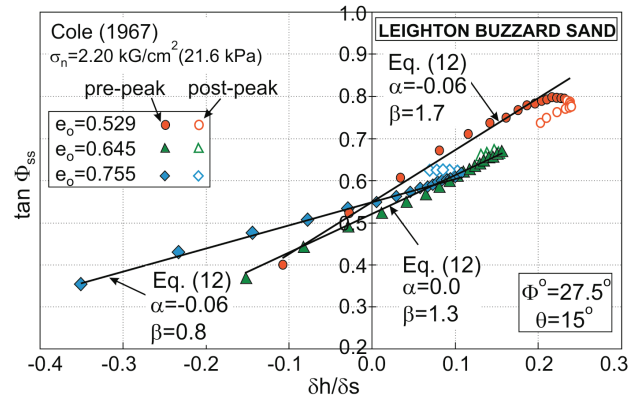 1.0
0.9
0.8
0.7
0.6
0.5
0.4
0.3
0.2
LEIGHTON BUZZARD SAND
Cole (1967)
σn=2.20 kG/cm²(21.6 kPa)
pre-peak
post-peak
eo=0.529
eo=0.645
eo=0.755
Eq. (12)
α=-0.06
β=1.7
Eq. (12)
α=-0.06
β=0.8
Eq. (12)
α=0.0
β=1.3
Φ°=27.5°
θ=15°
tan Φss
-0.4 -0.3 -0.2 -0.1 0.0 0.1 0.2 0.3
δh/δs